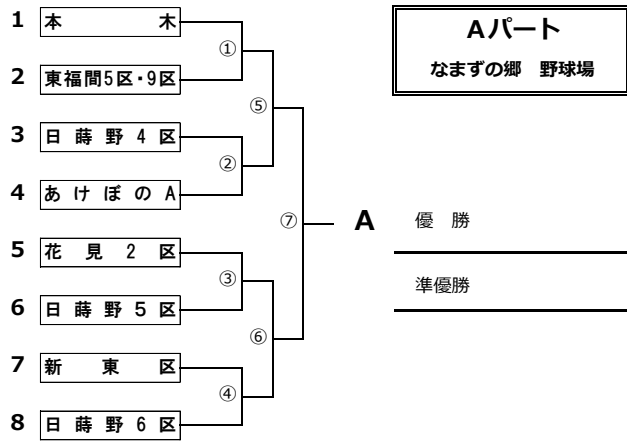 Aパート
なまずの郷 野球場
1 本木
①
2 東福間5区・9区
⑤
3 日蒔野4区
②
4 あけぼのA
⑦ A 優 勝
5 花見2区
③
準優勝
6 日蒔野5区
⑥
7 新東区
④
8 日蒔野6区